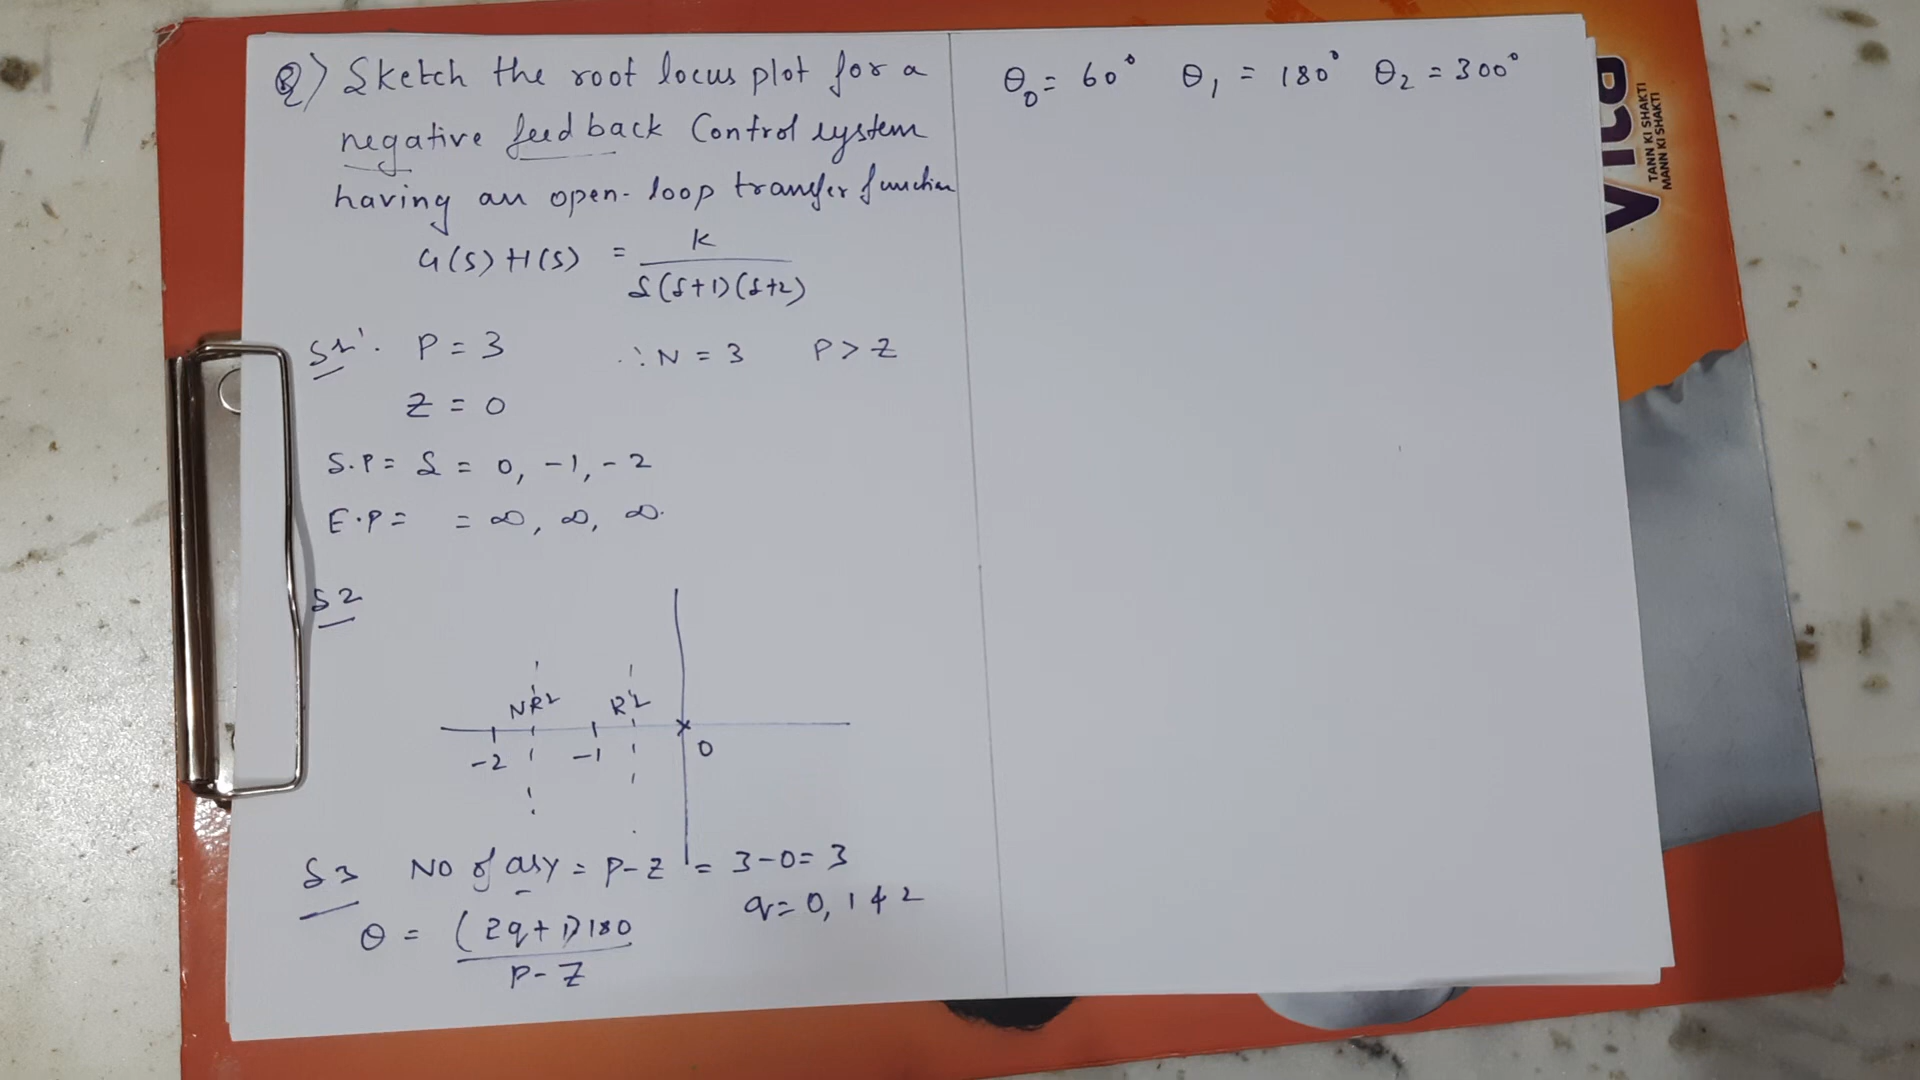 Q) Sketch the root locus plot for a
negative feedback Control system
having an open-loop transfer function
G(S) H(S) = K / S(S+1)(S+2)
S1: P = 3 ∴ N = 3 P > Z
Z = 0
S.P = S = 0, -1, -2
E.P = = ∞, ∞, ∞.
S2
NRL RL
-2 -1 0
S3 NO of asy = P-Z = 3-0= 3
q= 0, 1 & 2
θ = (2q+1)180 / P-Z
θ₀ = 60° θ₁ = 180° θ₂ = 300°
Vita
TANN KI SHAKTI
MANN KI SHAKTI